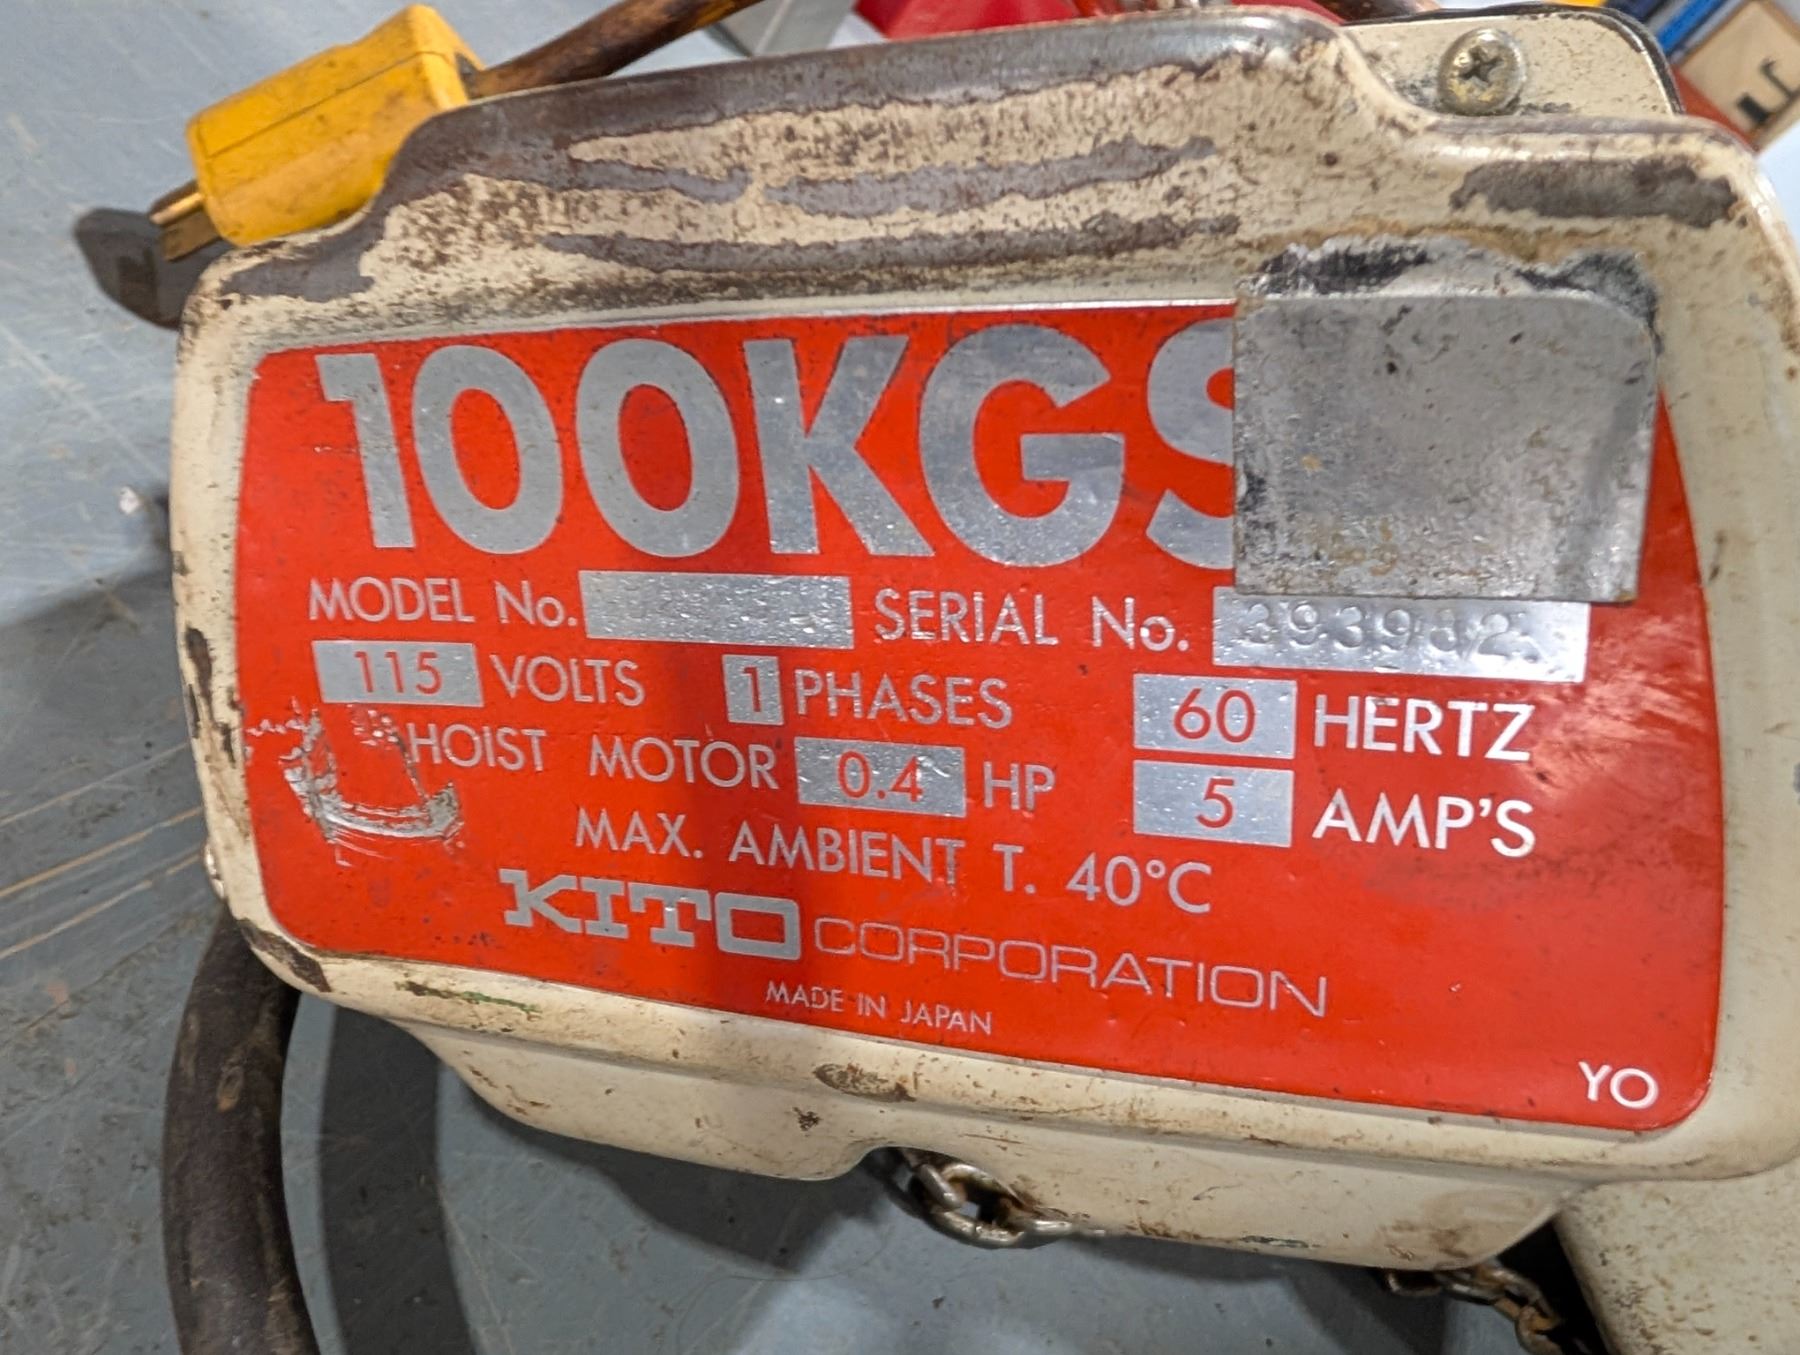 100KGS
MODEL No. SERIAL No. 393932
115 VOLTS 1 PHASES 60 HERTZ
HOIST MOTOR 0.4 HP 5 AMP'S
MAX. AMBIENT T. 40°C
KITO CORPORATION
MADE IN JAPAN
YO